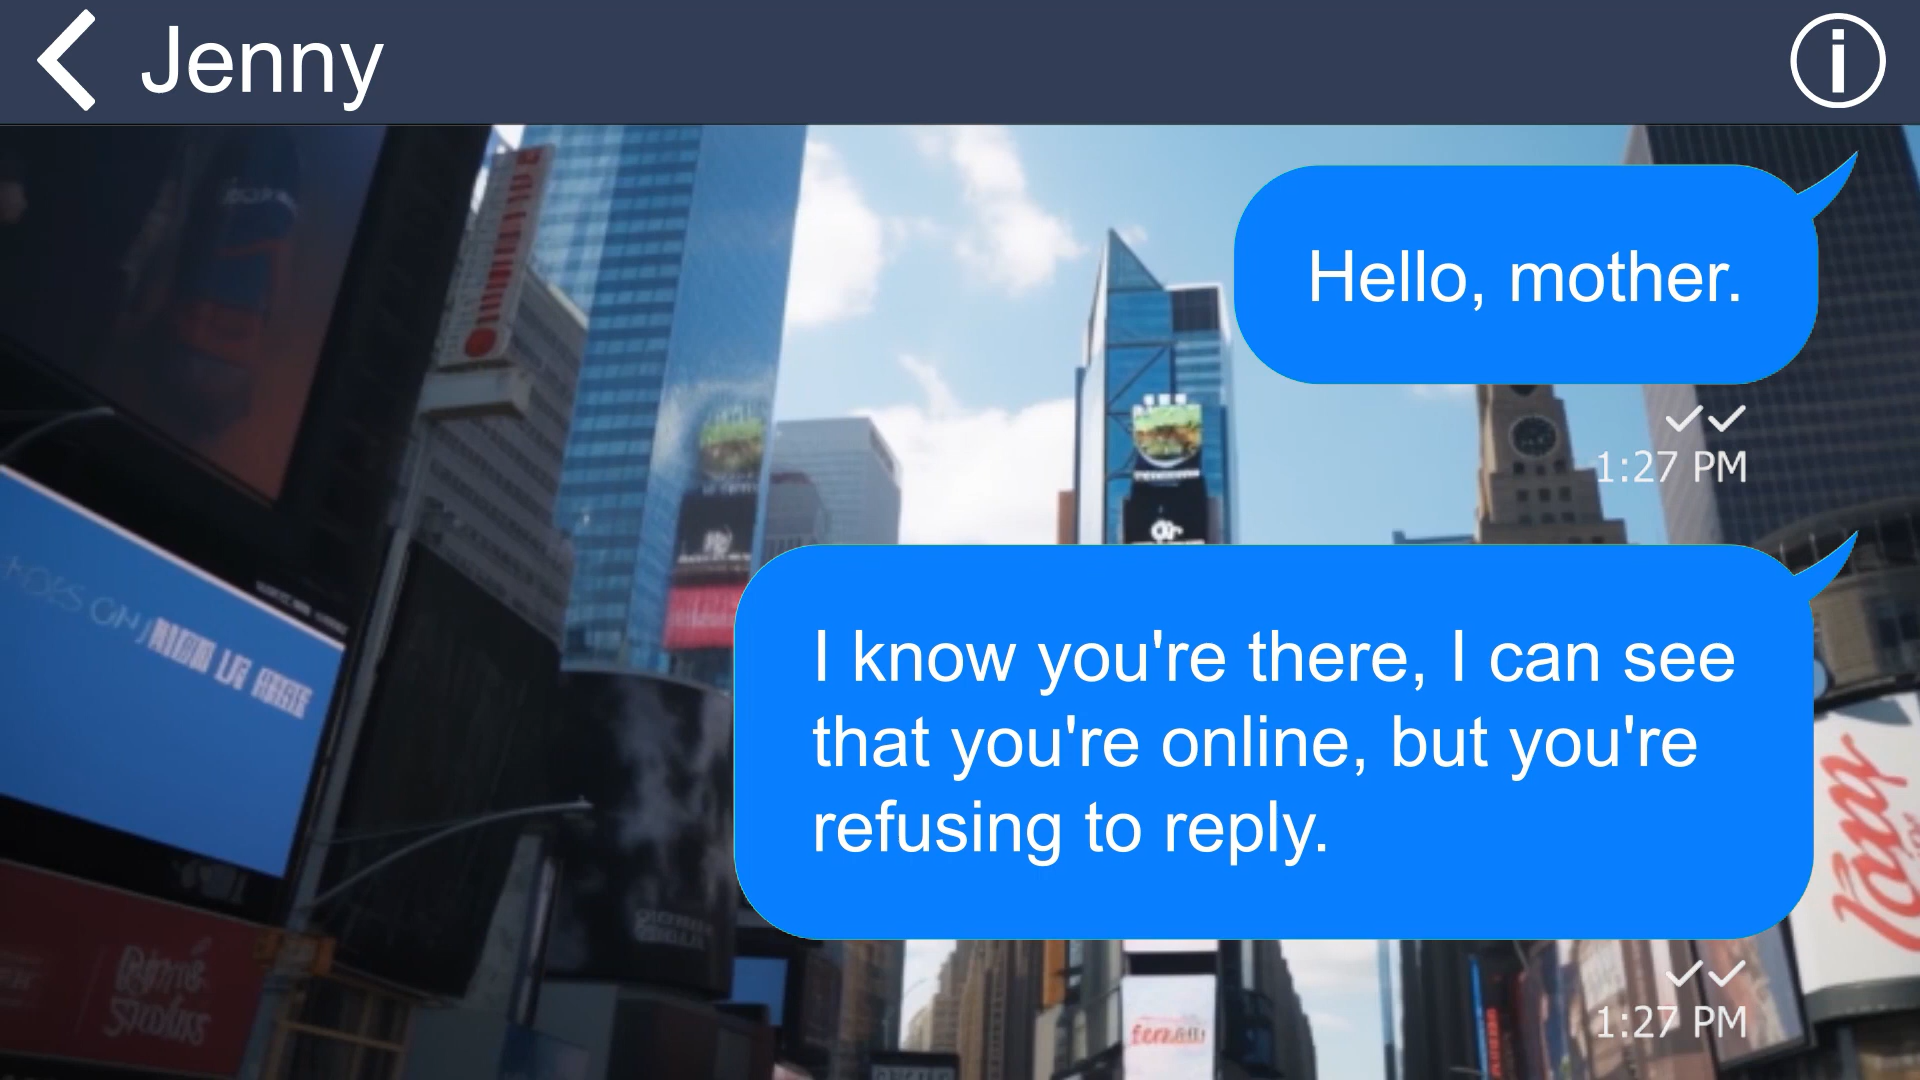 Jenny
Hello, mother.
1:27 PM
I know you're there, I can see
that you're online, but you're
refusing to reply.
1:27 PM